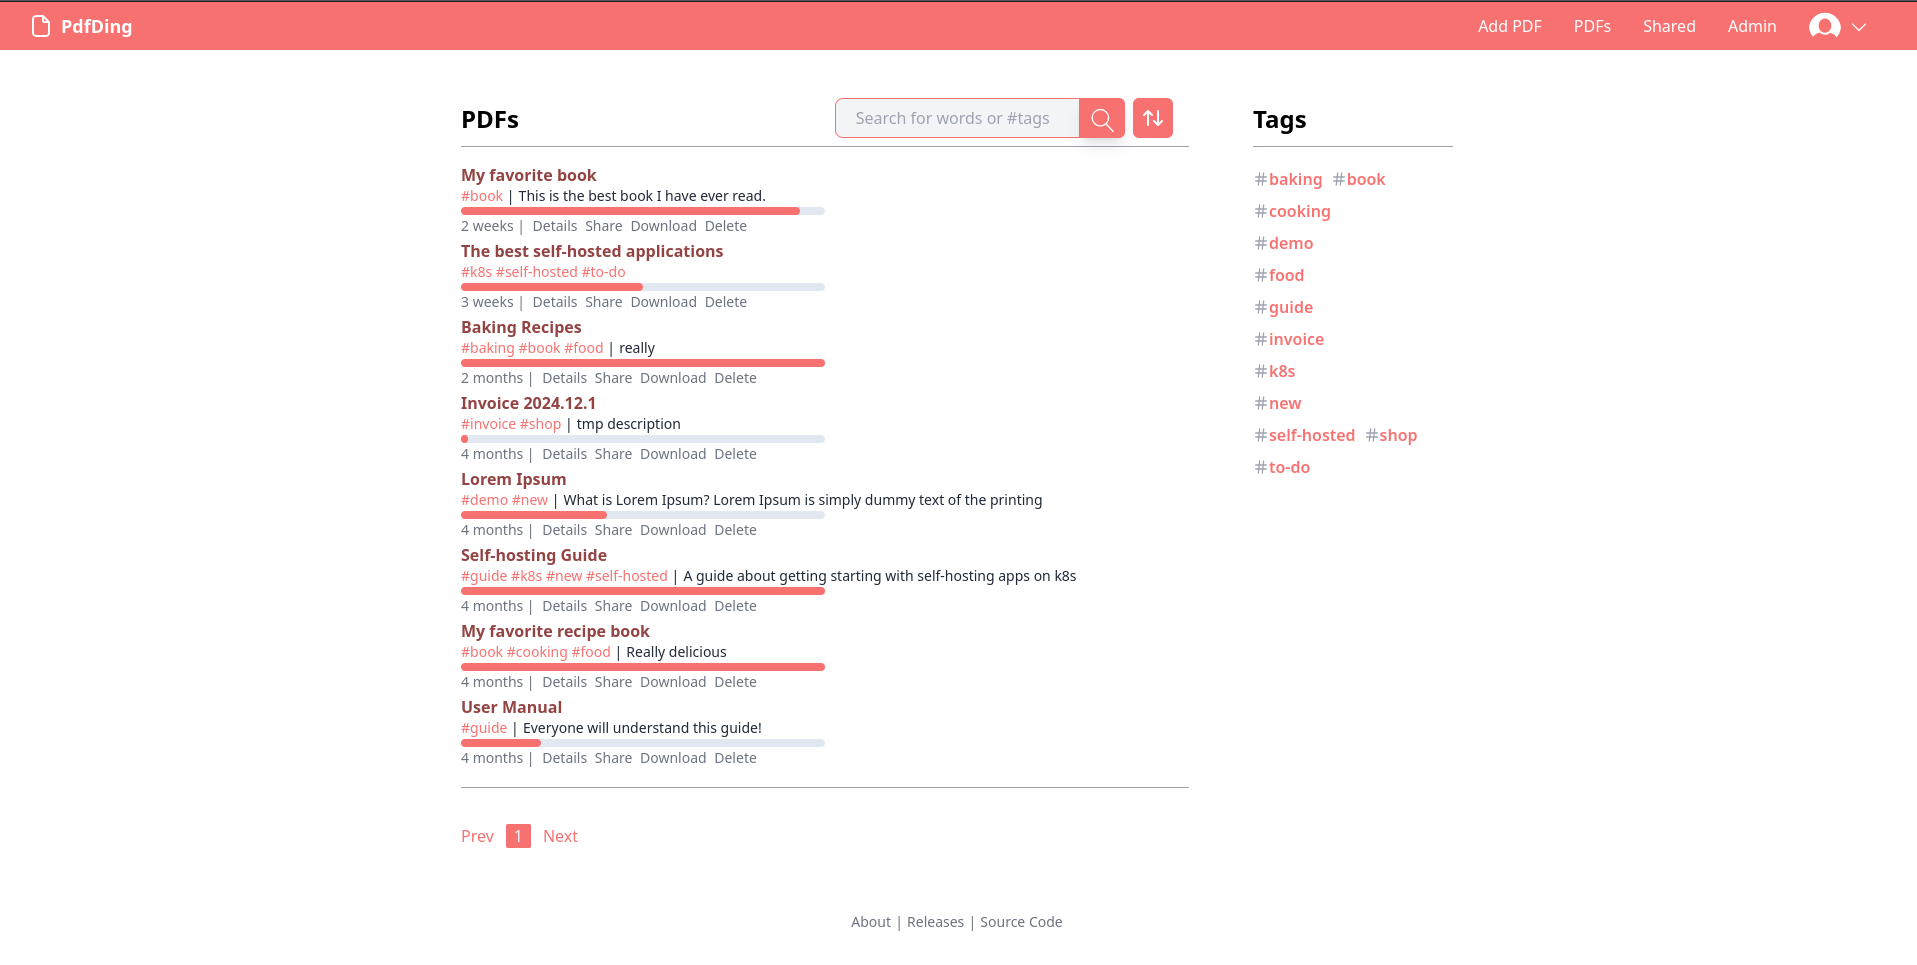 PdfDing
Add PDF PDFs Shared Admin
PDFs
Search for words or #tags
My favorite book
#book | This is the best book I have ever read.
2 weeks | Details Share Download Delete
The best self-hosted applications
#k8s #self-hosted #to-do
3 weeks | Details Share Download Delete
Baking Recipes
#baking #book #food | really
2 months | Details Share Download Delete
Invoice 2024.12.1
#invoice #shop | tmp description
4 months | Details Share Download Delete
Lorem Ipsum
#demo #new | What is Lorem Ipsum? Lorem Ipsum is simply dummy text of the printing
4 months | Details Share Download Delete
Self-hosting Guide
#guide #k8s #new #self-hosted | A guide about getting starting with self-hosting apps on k8s
4 months | Details Share Download Delete
My favorite recipe book
#book #cooking #food | Really delicious
4 months | Details Share Download Delete
User Manual
#guide | Everyone will understand this guide!
4 months | Details Share Download Delete
Prev 1 Next
Tags
#baking #book
#cooking
#demo
#food
#guide
#invoice
#k8s
#new
#self-hosted #shop
#to-do
About | Releases | Source Code